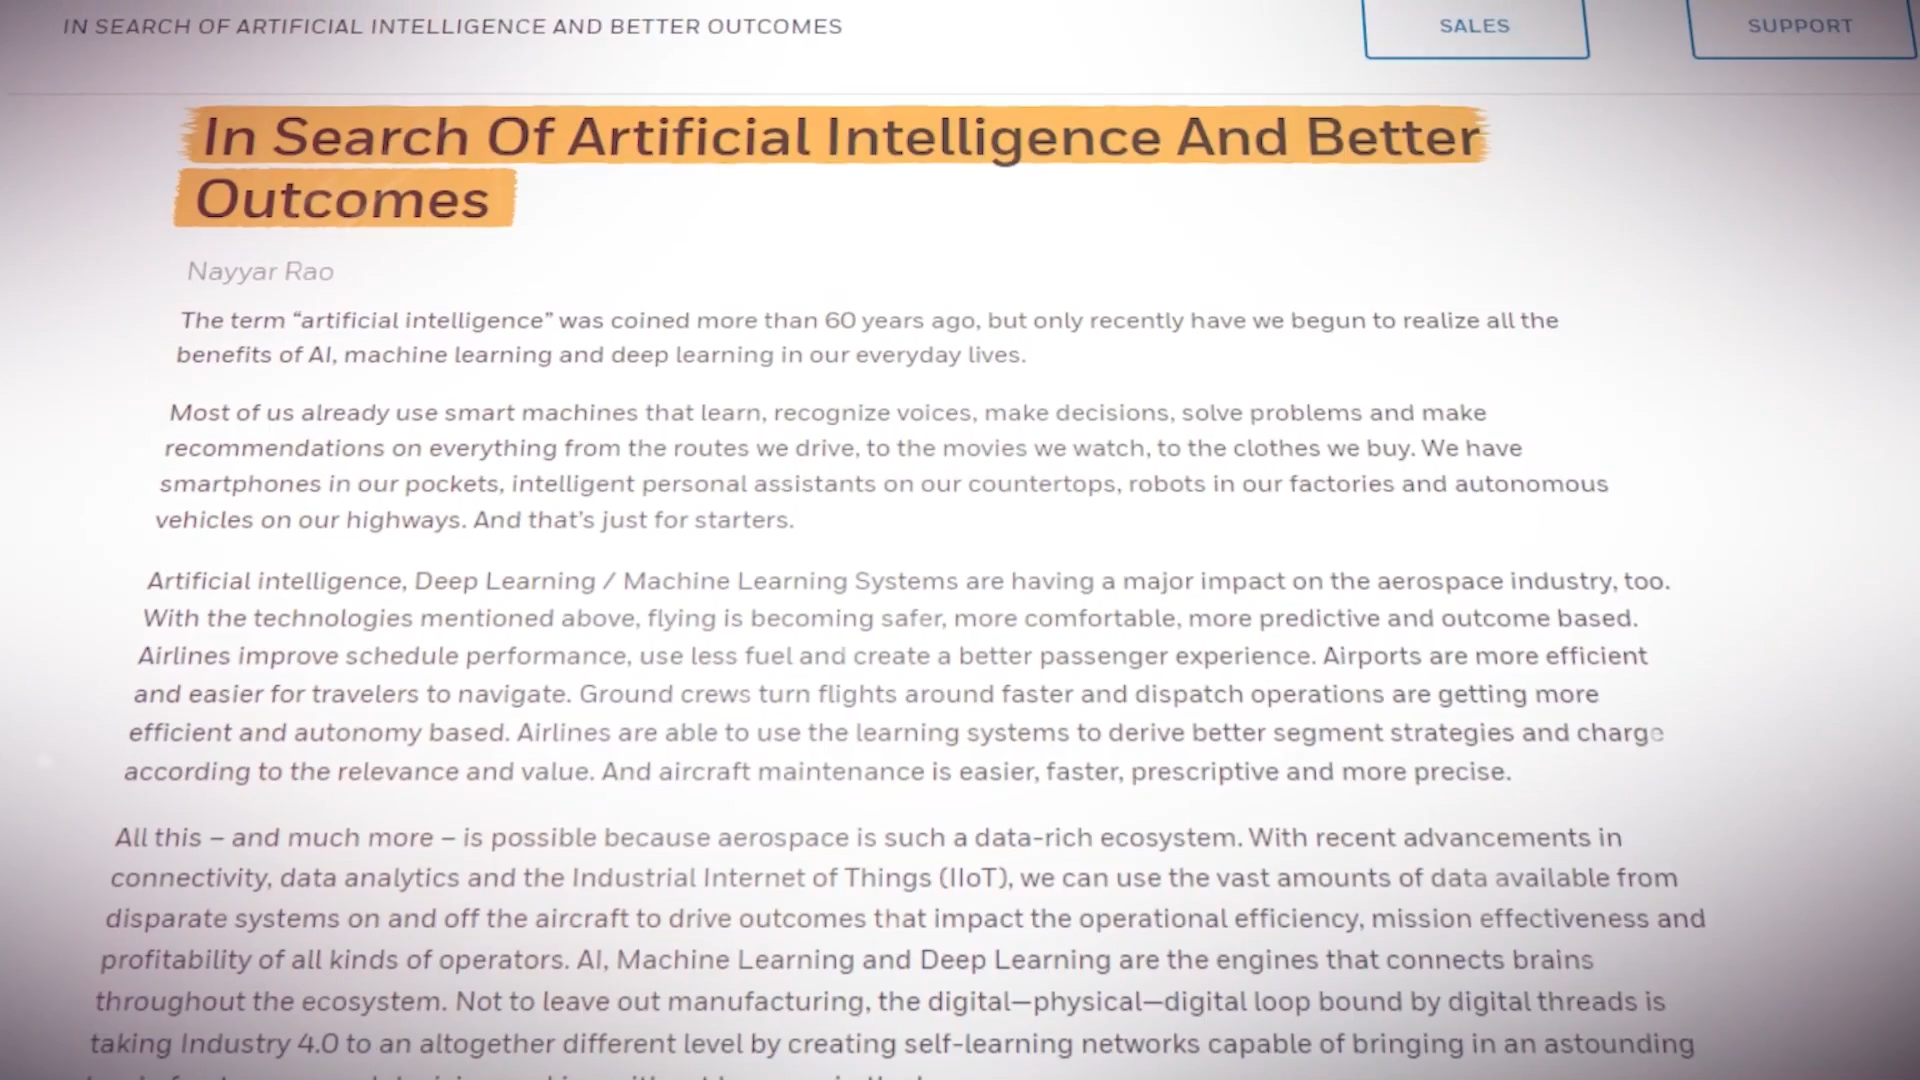 IN SEARCH OF ARTIFICIAL INTELLIGENCE AND BETTER OUTCOMES
SALES
SUPPORT
In Search Of Artificial Intelligence And Better
Outcomes
Nayyar Rao
The term “artificial intelligence” was coined more than 60 years ago, but only recently have we begun to realize all the
benefits of AI, machine learning and deep learning in our everyday lives.
Most of us already use smart machines that learn, recognize voices, make decisions, solve problems and make
recommendations on everything from the routes we drive, to the movies we watch, to the clothes we buy. We have
smartphones in our pockets, intelligent personal assistants on our countertops, robots in our factories and autonomous
vehicles on our highways. And that’s just for starters.
Artificial intelligence, Deep Learning / Machine Learning Systems are having a major impact on the aerospace industry, too.
With the technologies mentioned above, flying is becoming safer, more comfortable, more predictive and outcome based.
Airlines improve schedule performance, use less fuel and create a better passenger experience. Airports are more efficient
and easier for travelers to navigate. Ground crews turn flights around faster and dispatch operations are getting more
efficient and autonomy based. Airlines are able to use the learning systems to derive better segment strategies and charge
according to the relevance and value. And aircraft maintenance is easier, faster, prescriptive and more precise.
All this – and much more – is possible because aerospace is such a data-rich ecosystem. With recent advancements in
connectivity, data analytics and the Industrial Internet of Things (IIoT), we can use the vast amounts of data available from
disparate systems on and off the aircraft to drive outcomes that impact the operational efficiency, mission effectiveness and
profitability of all kinds of operators. AI, Machine Learning and Deep Learning are the engines that connects brains
throughout the ecosystem. Not to leave out manufacturing, the digital—physical—digital loop bound by digital threads is
taking Industry 4.0 to an altogether different level by creating self-learning networks capable of bringing in an astounding